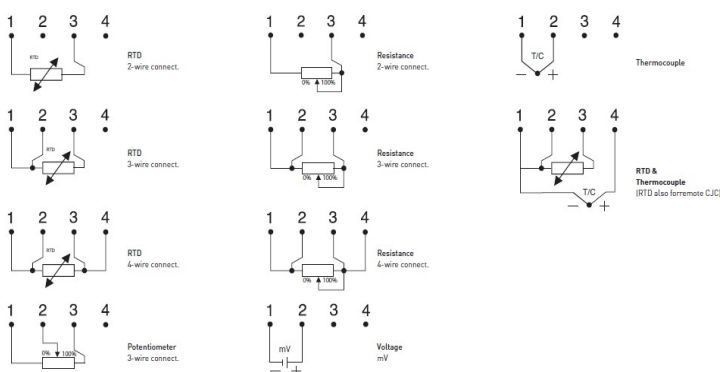 1 2 3 4
RTD
RTD
2-wire connect.
1 2 3 4
0% 100%
Resistance
2-wire connect.
1 2 3 4
T/C
— +
Thermocouple
1 2 3 4
RTD
RTD
3-wire connect.
1 2 3 4
0% 100%
Resistance
3-wire connect.
1 2 3 4
T/C
— +
RTD &
Thermocouple
(RTD also forremote CJC)
1 2 3 4
RTD
RTD
4-wire connect.
1 2 3 4
0% 100%
Resistance
4-wire connect.
1 2 3 4
0% 100%
Potentiometer
3-wire connect.
1 2 3 4
mV
— +
Voltage
mV